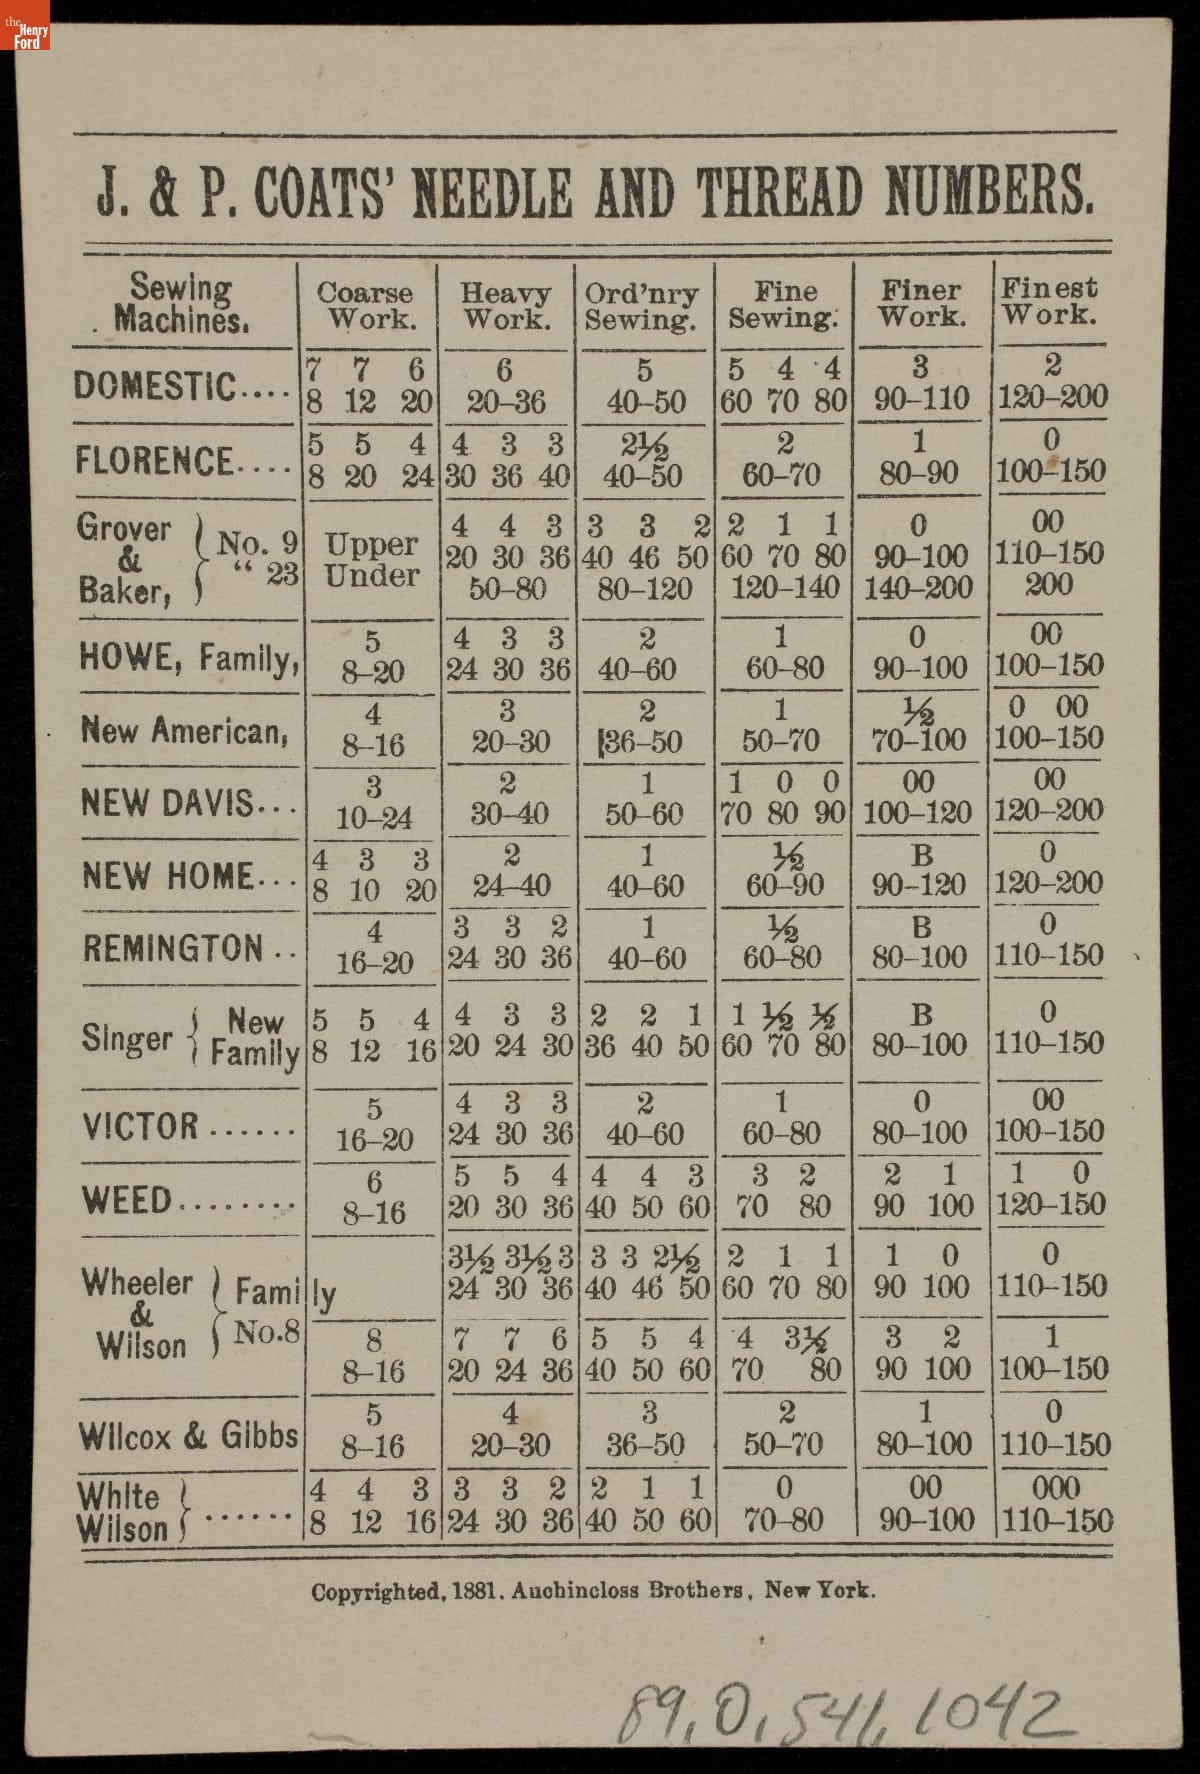 the
Henry
Ford
J. & P. COATS' NEEDLE AND THREAD NUMBERS.
Sewing Machines. Coarse Work. Heavy Work. Ord'nry Sewing. Fine Sewing. Finer Work. Finest Work.
DOMESTIC.... 7 7 6 6 5 5 4 4 3 2
8 12 20 20–36 40–50 60 70 80 90–110 120–200
FLORENCE.... 5 5 4 4 3 3 2½ 2 1 0
8 20 24 30 36 40 40–50 60–70 80–90 100–150
Grover & Baker, { No. 9 Upper 4 4 3 3 3 2 2 1 1 0 00
20 30 36 40 46 50 60 70 80 90–100 110–150
“ 23 Under 50–80 80–120 120–140 140–200 200
HOWE, Family, 5 4 3 3 2 1 0 00
8–20 24 30 36 40–60 60–80 90–100 100–150
New American, 4 3 2 1 ½ 0 00
8–16 20–30 36–50 50–70 70–100 100–150
NEW DAVIS... 3 2 1 1 0 0 00 00
10–24 30–40 50–60 70 80 90 100–120 120–200
NEW HOME... 4 3 3 2 1 ½ B 0
8 10 20 24–40 40–60 60–90 90–120 120–200
REMINGTON .. 4 3 3 2 1 ½ B 0
16–20 24 30 36 40–60 60–80 80–100 110–150
Singer { New Family 5 5 4 4 3 3 2 2 1 1 ½ ½ B 0
8 12 16 20 24 30 36 40 50 60 70 80 80–100 110–150
VICTOR ...... 5 4 3 3 2 1 0 00
16–20 24 30 36 40–60 60–80 80–100 100–150
WEED........ 6 5 5 4 4 4 3 3 2 2 1 1 0
8–16 20 30 36 40 50 60 70 80 90 100 120–150
Wheeler & Wilson { Family 3½ 3½ 3 3 3 2½ 2 1 1 1 0 0
24 30 36 40 46 50 60 70 80 90 100 110–150
No.8 8 7 7 6 5 5 4 4 3½ 3 2 1
8–16 20 24 36 40 50 60 70 80 90 100 100–150
Wilcox & Gibbs 5 4 3 2 1 0
8–16 20–30 36–50 50–70 80–100 110–150
White Wilson } ...... 4 4 3 3 3 2 2 1 1 0 00 000
8 12 16 24 30 36 40 50 60 70–80 90–100 110–150
Copyrighted, 1881. Auchincloss Brothers, New York.
89.0.541.1042